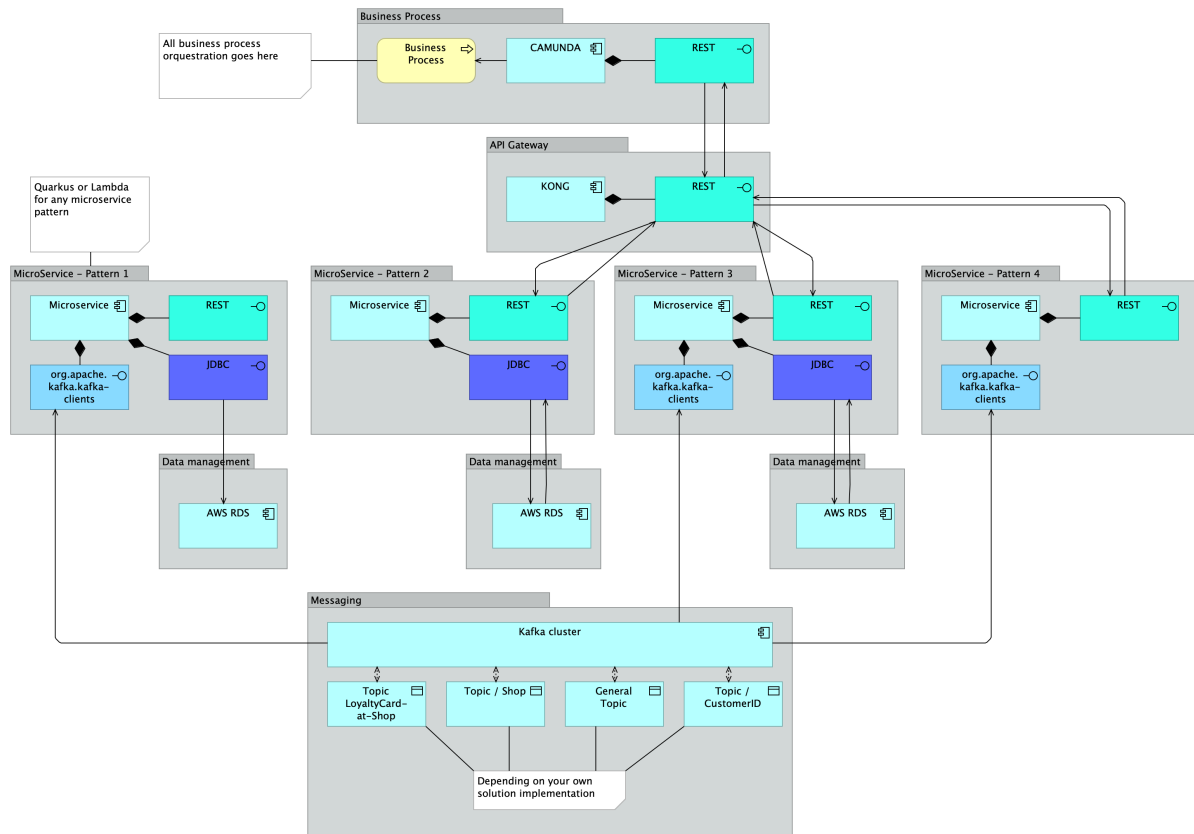 Business Process
All business process
orquestration goes here
Business
Process
CAMUNDA
REST
API Gateway
KONG
REST
Quarkus or Lambda
for any microservice
pattern
MicroService – Pattern 1
Microservice
REST
JDBC
org.apache.
kafka.kafka–
clients
MicroService – Pattern 2
Microservice
REST
JDBC
MicroService – Pattern 3
Microservice
REST
JDBC
org.apache.
kafka.kafka–
clients
MicroService – Pattern 4
Microservice
REST
org.apache.
kafka.kafka–
clients
Data management
AWS RDS
Data management
AWS RDS
Data management
AWS RDS
Messaging
Kafka cluster
Topic
LoyaltyCard–
at–Shop
Topic / Shop
General
Topic
Topic /
CustomerID
Depending on your own
solution implementation